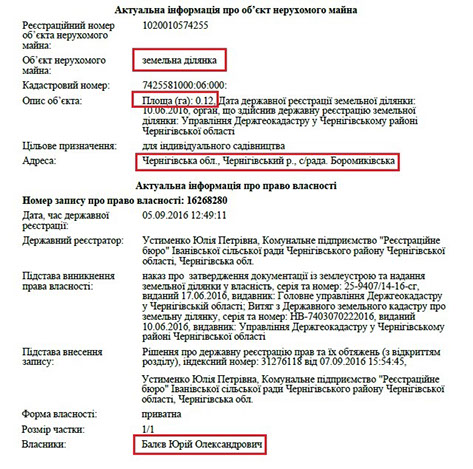 Актуальна інформація про об’єкт нерухомого майна
Реєстраційний номер 1020010574255
об’єкта нерухомого
майна:
Об’єкт нерухомого земельна ділянка
майна:
Кадастровий номер: 7425581000:06:000:
Опис об’єкта: Площа (га): 0.12, Дата державної реєстрації земельної ділянки:
10.06.2016, орган, що здійснив державну реєстрацію земельної
ділянки: Управління Держгеокадастру у Чернігівському районі
Чернігівської області
Цільове призначення: для індивідуального садівництва
Адреса: Чернігівська обл., Чернігівський р., с/рада. Боромиківська
Актуальна інформація про право власності
Номер запису про право власності: 16268280
Дата, час державної 05.09.2016 12:49:11
реєстрації:
Державний реєстратор: Устименко Юлія Петрівна, Комунальне підприємство "Реєстраційне
бюро" Іванівської сільської ради Чернігівського району Чернігівської
області, Чернігівська обл.
Підстава виникнення наказ про затвердження документації із землеустрою та надання
права власності: земельної ділянки у власність, серія та номер: 25-9407/14-16-сг,
виданий 17.06.2016, видавник: Головне управління Держгеокадастру
у Чернігівській області; Витяг з Державного земельного кадастру про
земельну ділянку, серія та номер: НВ-7403070222016, виданий
10.06.2016, видавник: Управління Держгеокадастру у Чернігівському
районі Чернігівської області
Підстава внесення Рішення про державну реєстрацію прав та їх обтяжень (з відкриттям
запису: розділу), індексний номер: 31276118 від 07.09.2016 15:54:45,
Устименко Юлія Петрівна, Комунальне підприємство "Реєстраційне
бюро" Іванівської сільської ради Чернігівського району Чернігівської
області, Чернігівська обл.
Форма власності: приватна
Розмір частки: 1/1
Власники: Балєв Юрій Олександрович